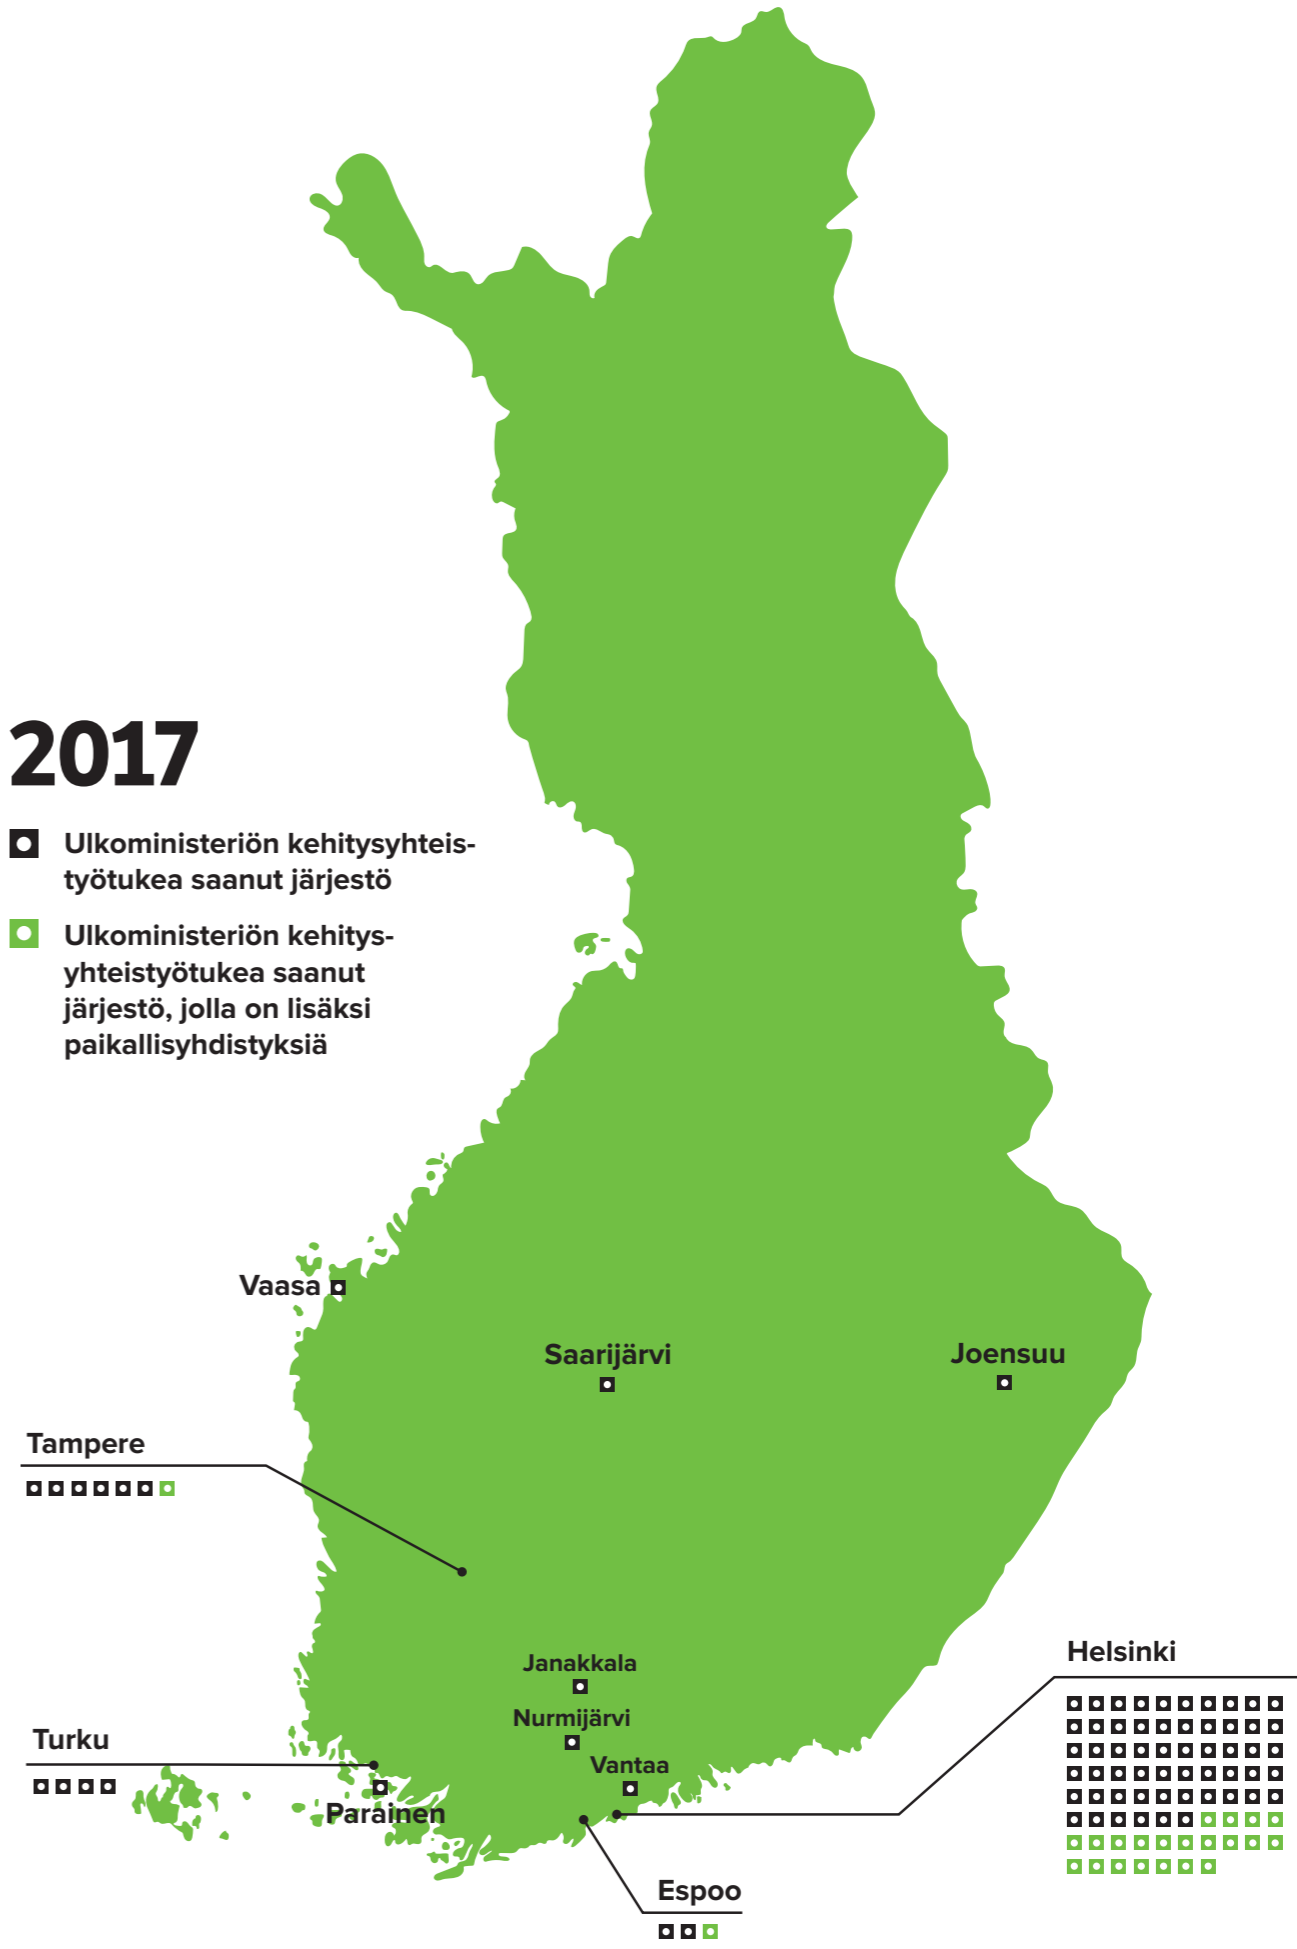 2017
Ulkoministeriön kehitysyhteis-
työtukea saanut järjestö
Ulkoministeriön kehitys-
yhteistyötukea saanut
järjestö, jolla on lisäksi
paikallisyhdistyksiä
Vaasa
Saarijärvi
Joensuu
Tampere
Janakkala
Helsinki
Nurmijärvi
Turku
Vantaa
Parainen
Espoo